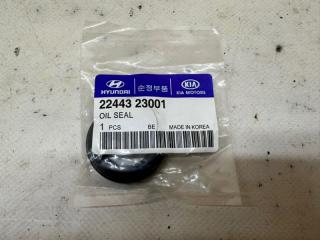 HYUNDAI 순정부품 KIA
KIA MOTORS
22443 23001
OIL SEAL
1 PCS BE MADE IN KOREA